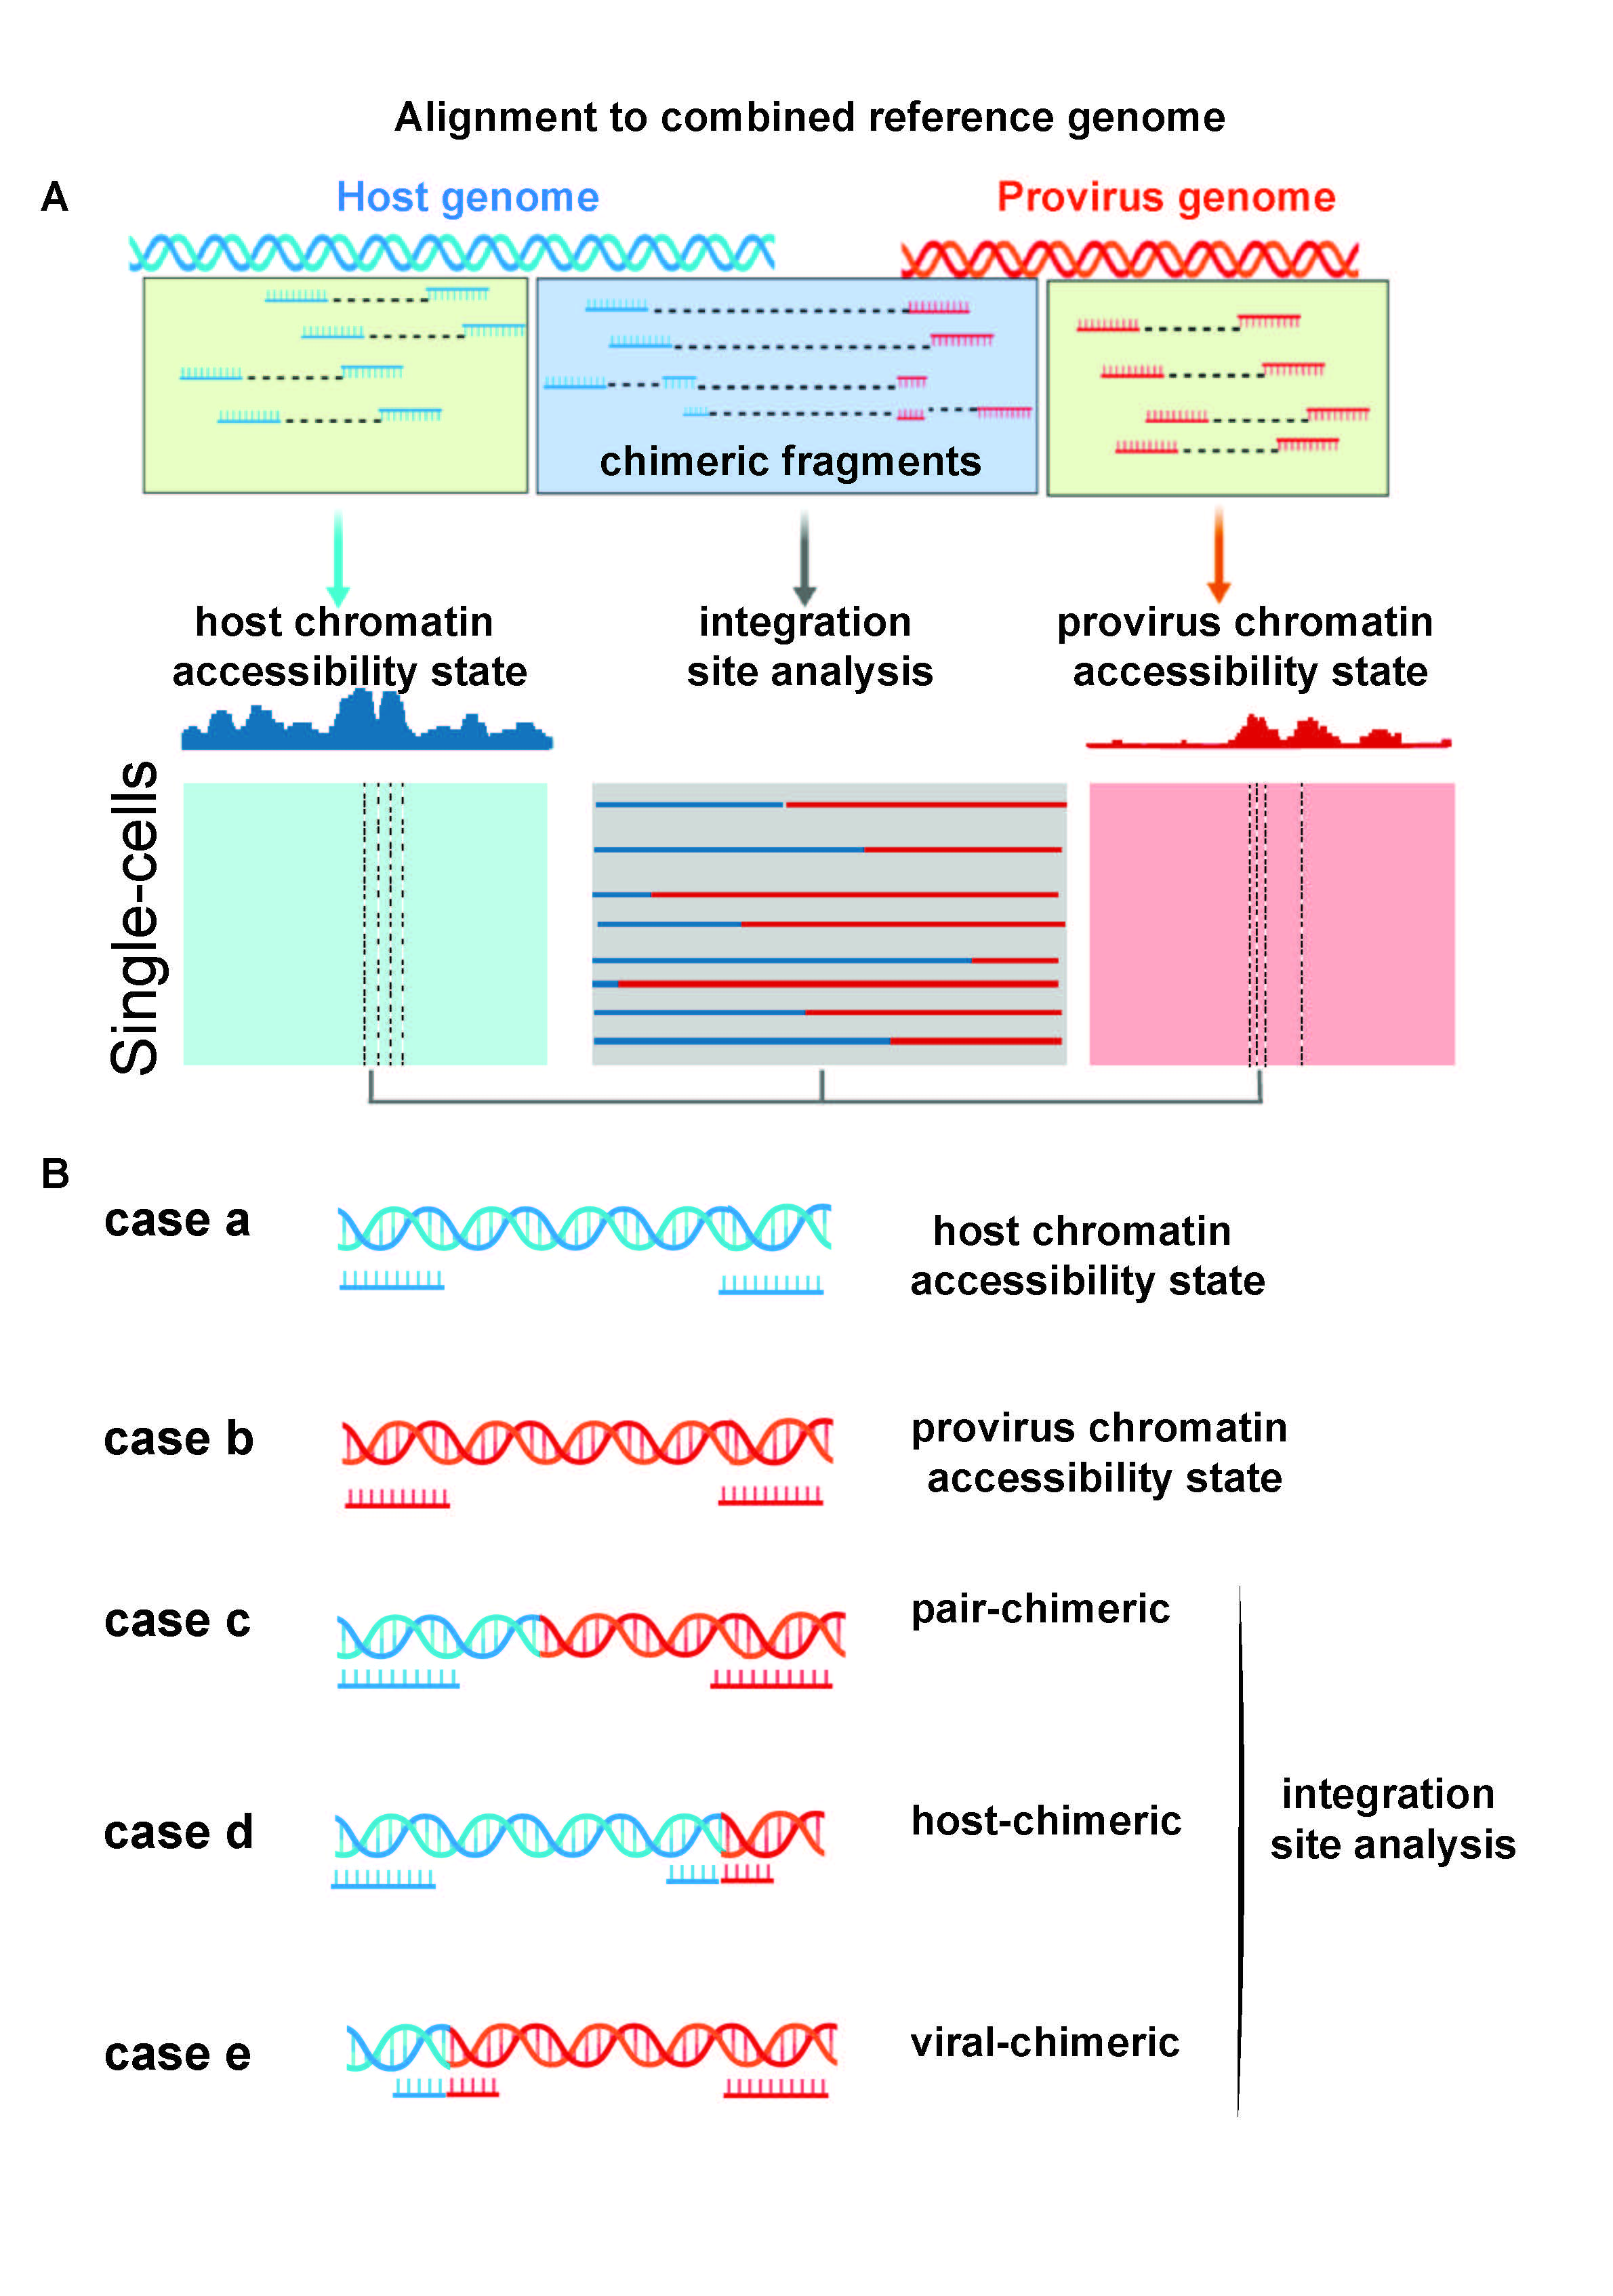 Alignment to combined reference genome
A
Host genome
Provirus genome
chimeric fragments
host chromatin
accessibility state
integration
site analysis
provirus chromatin
accessibility state
Single-cells
B
case a
host chromatin
accessibility state
case b
provirus chromatin
accessibility state
case c
pair-chimeric
case d
host-chimeric
integration
site analysis
case e
viral-chimeric